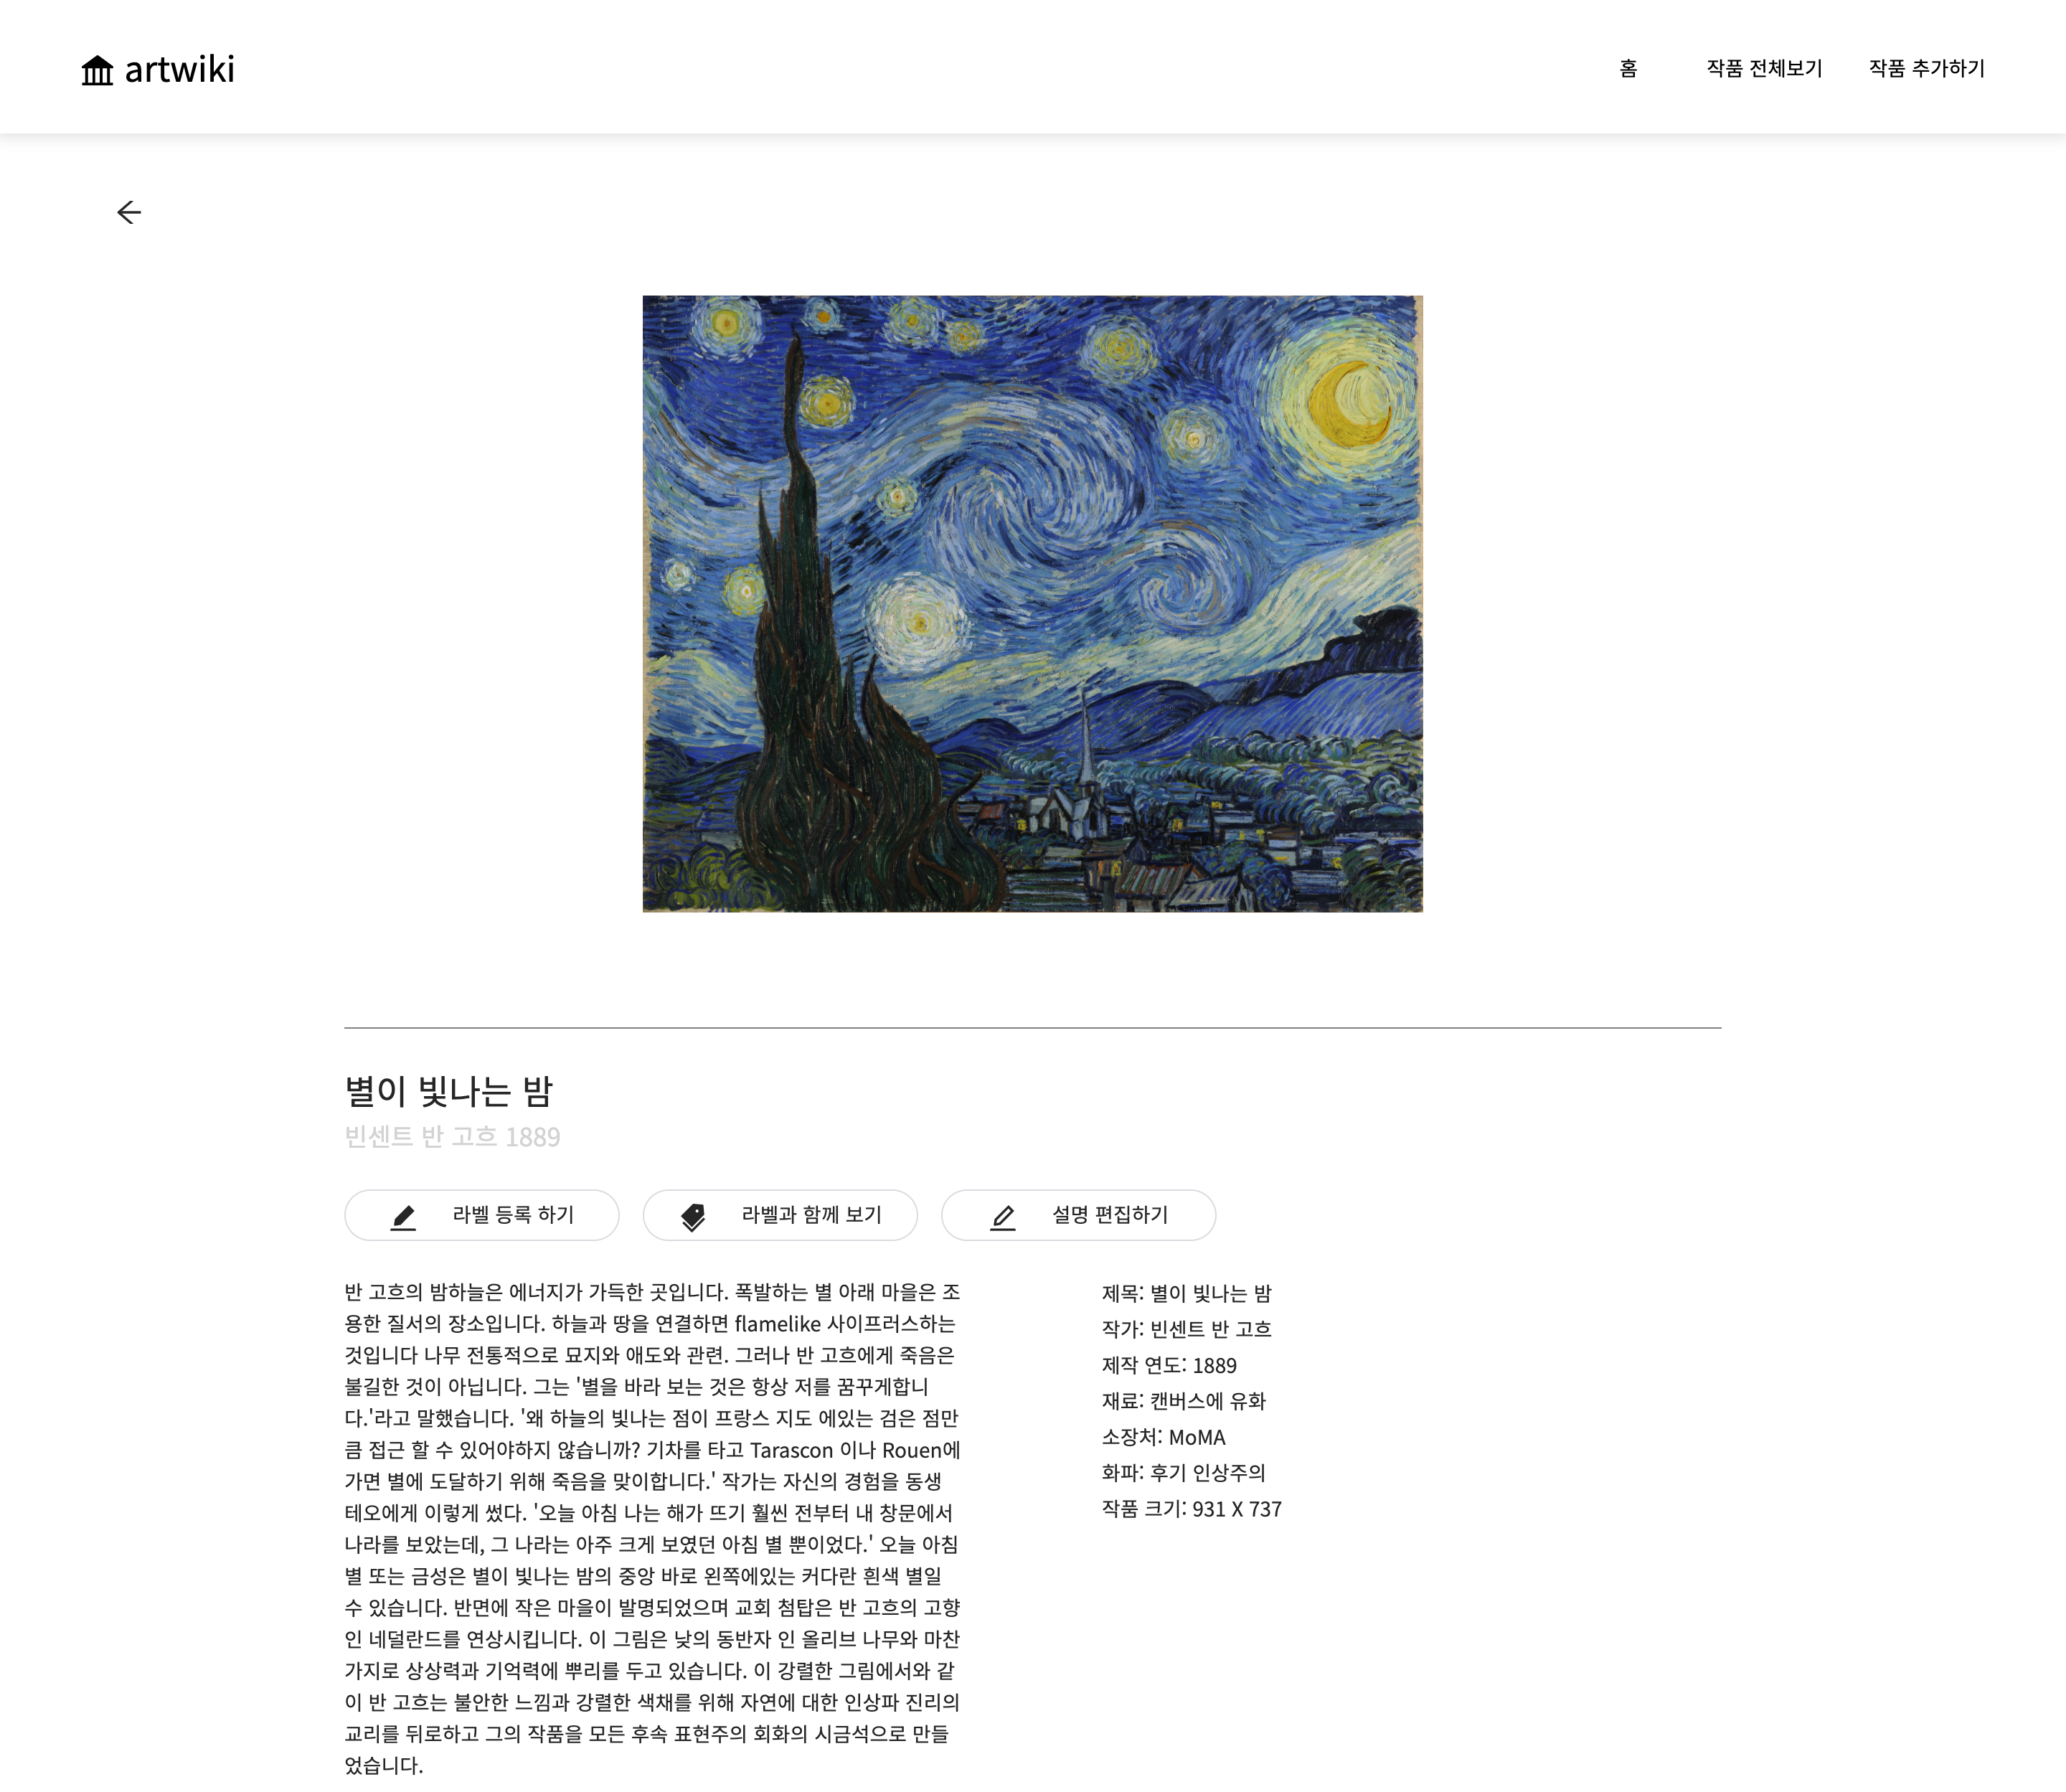 artwiki
홈
작품 전체보기
작품 추가하기
별이 빛나는 밤
빈센트 반 고흐 1889
라벨 등록 하기
라벨과 함께 보기
설명 편집하기
반 고흐의 밤하늘은 에너지가 가득한 곳입니다. 폭발하는 별 아래 마을은 조
용한 질서의 장소입니다. 하늘과 땅을 연결하면 flamelike 사이프러스하는
것입니다 나무 전통적으로 묘지와 애도와 관련. 그러나 반 고흐에게 죽음은
불길한 것이 아닙니다. 그는 '별을 바라 보는 것은 항상 저를 꿈꾸게합니
다.'라고 말했습니다. '왜 하늘의 빛나는 점이 프랑스 지도 에있는 검은 점만
큼 접근 할 수 있어야하지 않습니까? 기차를 타고 Tarascon 이나 Rouen에
가면 별에 도달하기 위해 죽음을 맞이합니다.' 작가는 자신의 경험을 동생
테오에게 이렇게 썼다. '오늘 아침 나는 해가 뜨기 훨씬 전부터 내 창문에서
나라를 보았는데, 그 나라는 아주 크게 보였던 아침 별 뿐이었다.' 오늘 아침
별 또는 금성은 별이 빛나는 밤의 중앙 바로 왼쪽에있는 커다란 흰색 별일
수 있습니다. 반면에 작은 마을이 발명되었으며 교회 첨탑은 반 고흐의 고향
인 네덜란드를 연상시킵니다. 이 그림은 낮의 동반자 인 올리브 나무와 마찬
가지로 상상력과 기억력에 뿌리를 두고 있습니다. 이 강렬한 그림에서와 같
이 반 고흐는 불안한 느낌과 강렬한 색채를 위해 자연에 대한 인상파 진리의
교리를 뒤로하고 그의 작품을 모든 후속 표현주의 회화의 시금석으로 만들
었습니다.
제목: 별이 빛나는 밤
작가: 빈센트 반 고흐
제작 연도: 1889
재료: 캔버스에 유화
소장처: MoMA
화파: 후기 인상주의
작품 크기: 931 X 737